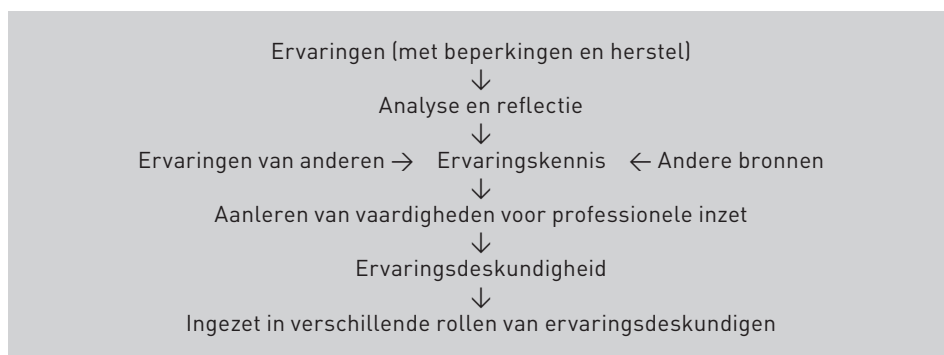 Ervaringen (met beperkingen en herstel)
↓
Analyse en reflectie
↓
Ervaringen van anderen → Ervaringskennis ← Andere bronnen
↓
Aanleren van vaardigheden voor professionele inzet
↓
Ervaringsdeskundigheid
↓
Ingezet in verschillende rollen van ervaringsdeskundigen